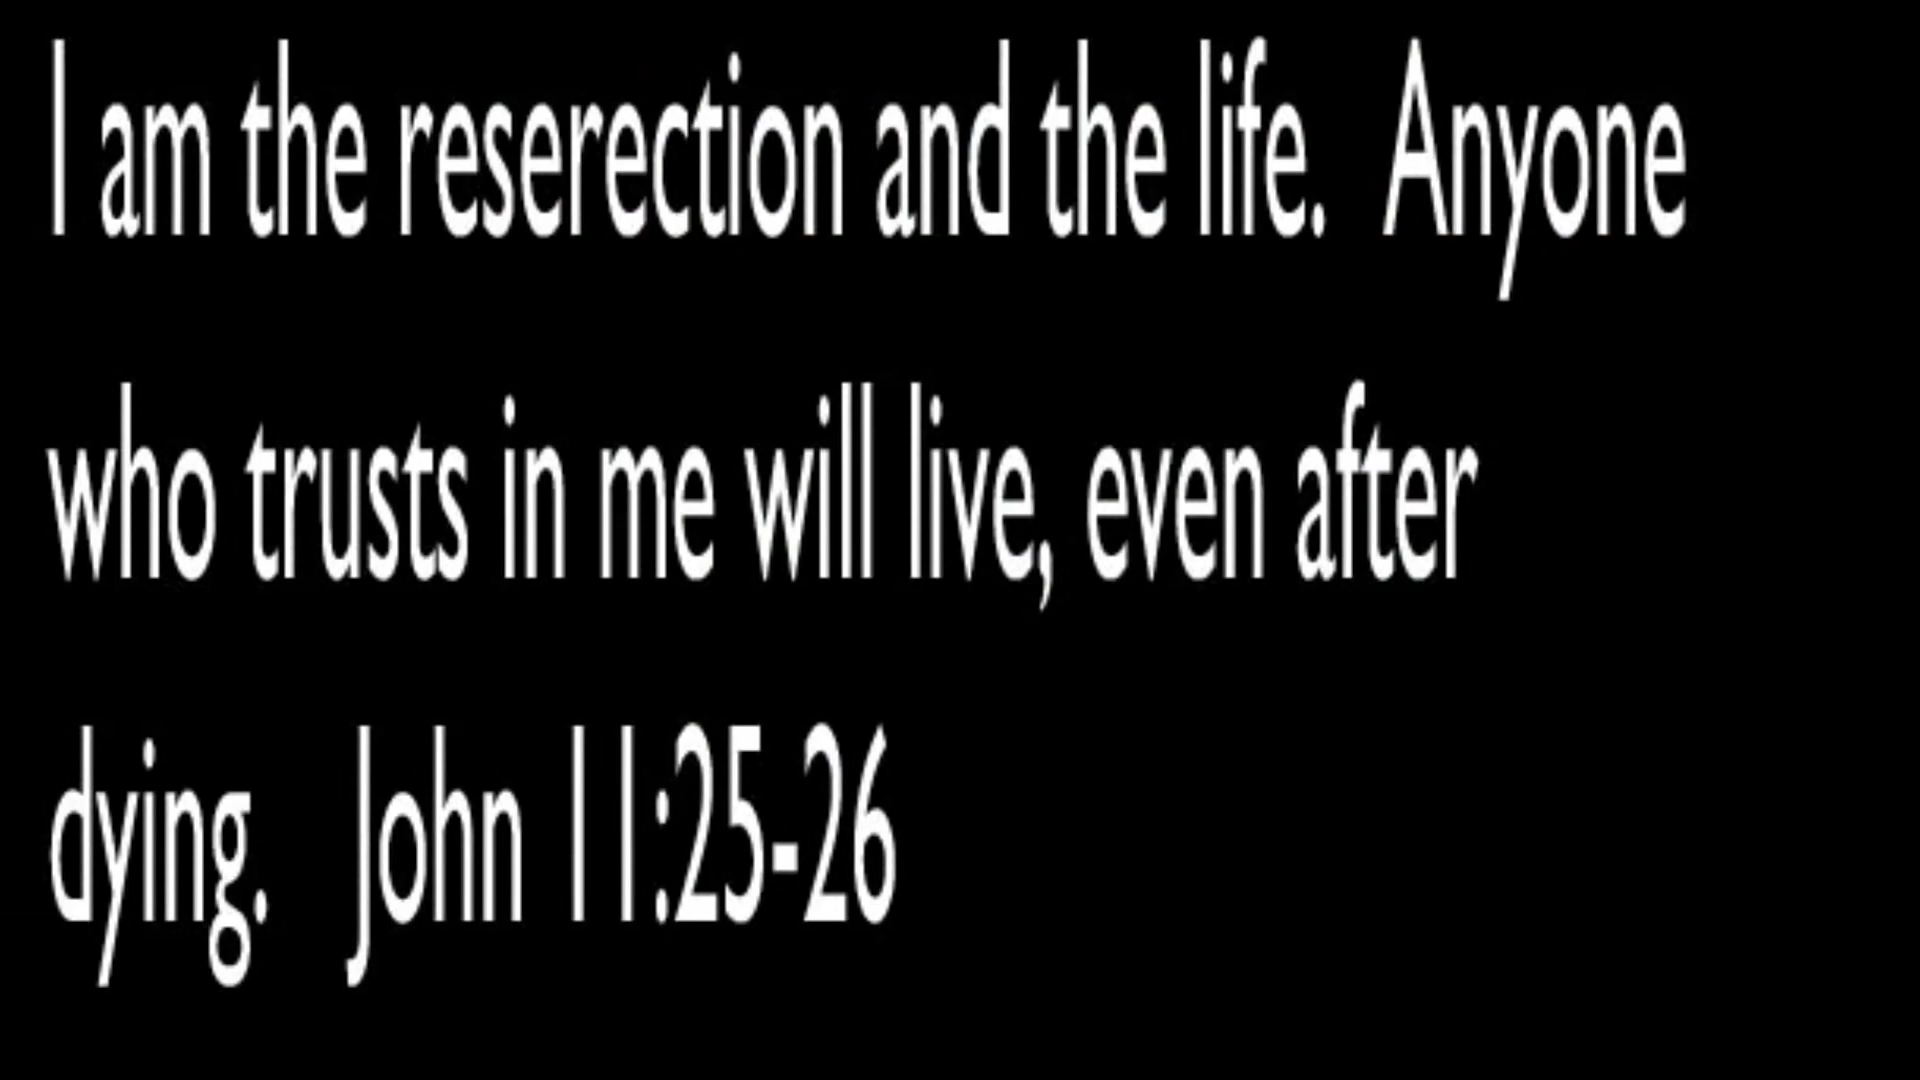 I am the reserection and the life.  Anyone
who trusts in me will live, even after
dying.   John 11:25-26